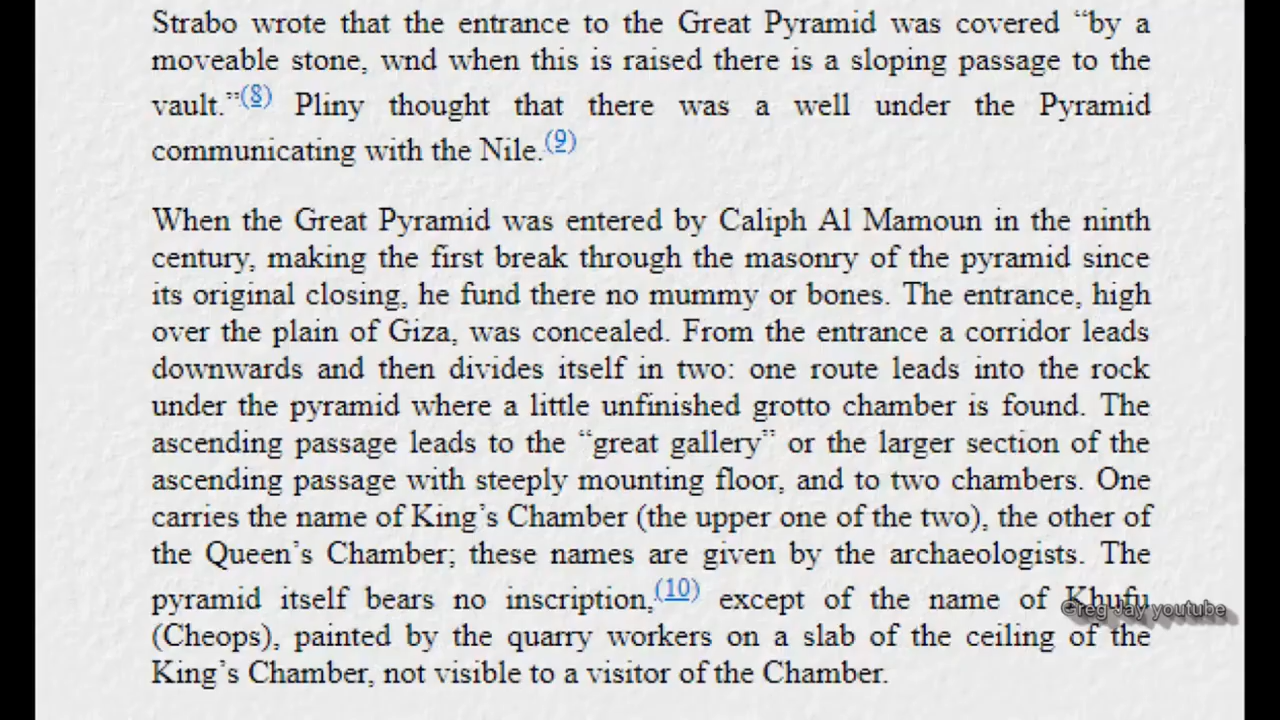 Strabo wrote that the entrance to the Great Pyramid was covered “by a
moveable stone, wnd when this is raised there is a sloping passage to the
vault.”(8) Pliny thought that there was a well under the Pyramid
communicating with the Nile.(9)
When the Great Pyramid was entered by Caliph Al Mamoun in the ninth
century, making the first break through the masonry of the pyramid since
its original closing, he fund there no mummy or bones. The entrance, high
over the plain of Giza, was concealed. From the entrance a corridor leads
downwards and then divides itself in two: one route leads into the rock
under the pyramid where a little unfinished grotto chamber is found. The
ascending passage leads to the “great gallery” or the larger section of the
ascending passage with steeply mounting floor, and to two chambers. One
carries the name of King’s Chamber (the upper one of the two), the other of
the Queen’s Chamber; these names are given by the archaeologists. The
pyramid itself bears no inscription,(10) except of the name of Khufu
©reg Jay youtube
(Cheops), painted by the quarry workers on a slab of the ceiling of the
King’s Chamber, not visible to a visitor of the Chamber.